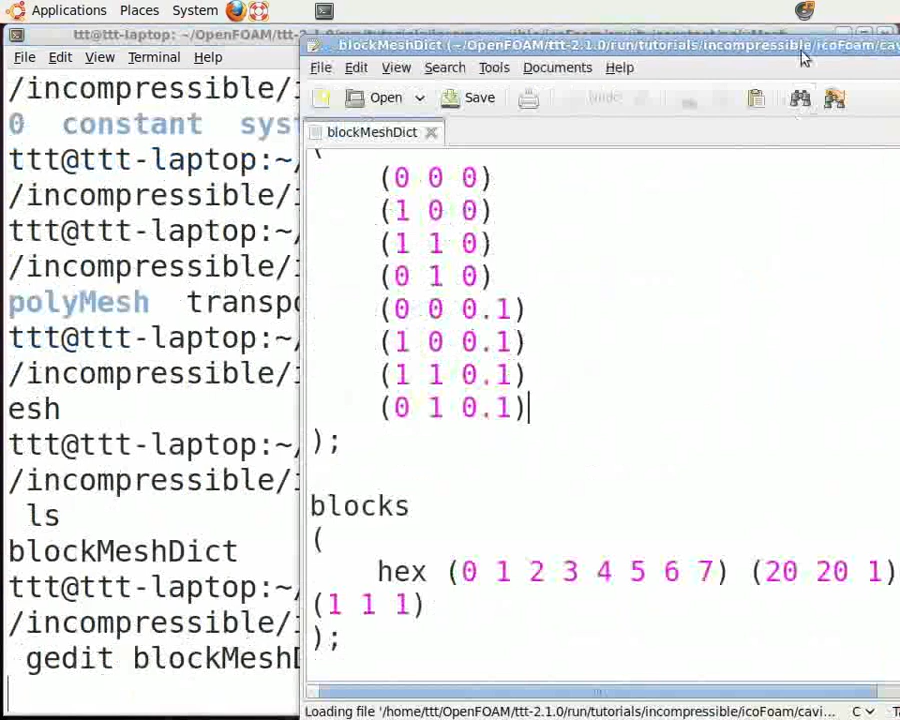 Applications Places System
ttt@ttt-laptop: ~/OpenFOAM/ttt-2.1.0/run/tutorials/incompressible/icoFoam/cavity/constant/polyMesh
File Edit View Terminal Help
/incompressible/i
0 constant sys
ttt@ttt-laptop:~/
/incompressible/i
ttt@ttt-laptop:~/
/incompressible/i
polyMesh transpo
ttt@ttt-laptop:~/
/incompressible/i
esh
ttt@ttt-laptop:~/
/incompressible/i
ls
blockMeshDict
ttt@ttt-laptop:~/
/incompressible/i
gedit blockMeshD
blockMeshDict (~/OpenFOAM/ttt-2.1.0/run/tutorials/incompressible/icoFoam/cav
File Edit View Search Tools Documents Help
Open Save Undo
blockMeshDict
(
(0 0 0)
(1 0 0)
(1 1 0)
(0 1 0)
(0 0 0.1)
(1 0 0.1)
(1 1 0.1)
(0 1 0.1)
);
blocks
(
hex (0 1 2 3 4 5 6 7) (20 20 1)
(1 1 1)
);
Loading file '/home/ttt/OpenFOAM/ttt-2.1.0/run/tutorials/incompressible/icoFoam/cavi... C Ta